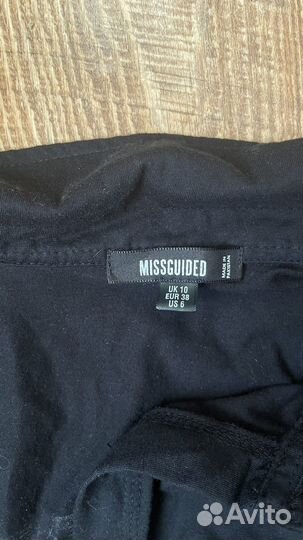 MISSGUIDED
MADE IN
PAKISTAN
UK 10
EUR 38
US 6
Avito